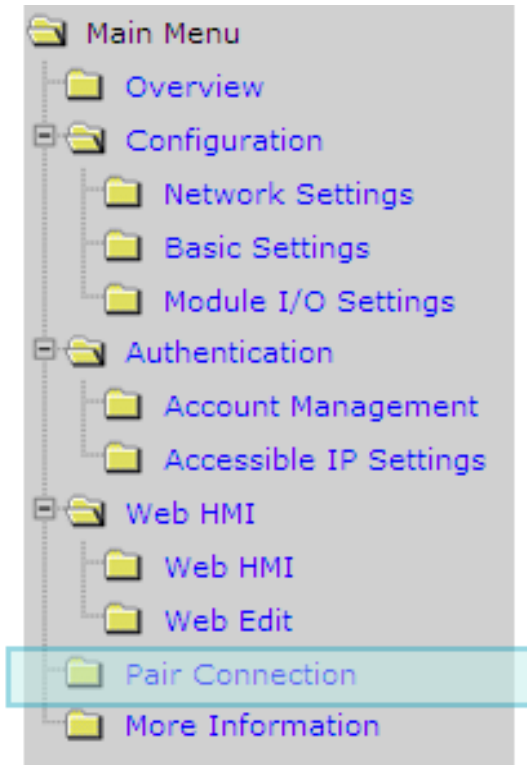 Main Menu
Overview
Configuration
Network Settings
Basic Settings
Module I/O Settings
Authentication
Account Management
Accessible IP Settings
Web HMI
Web HMI
Web Edit
Pair Connection
More Information